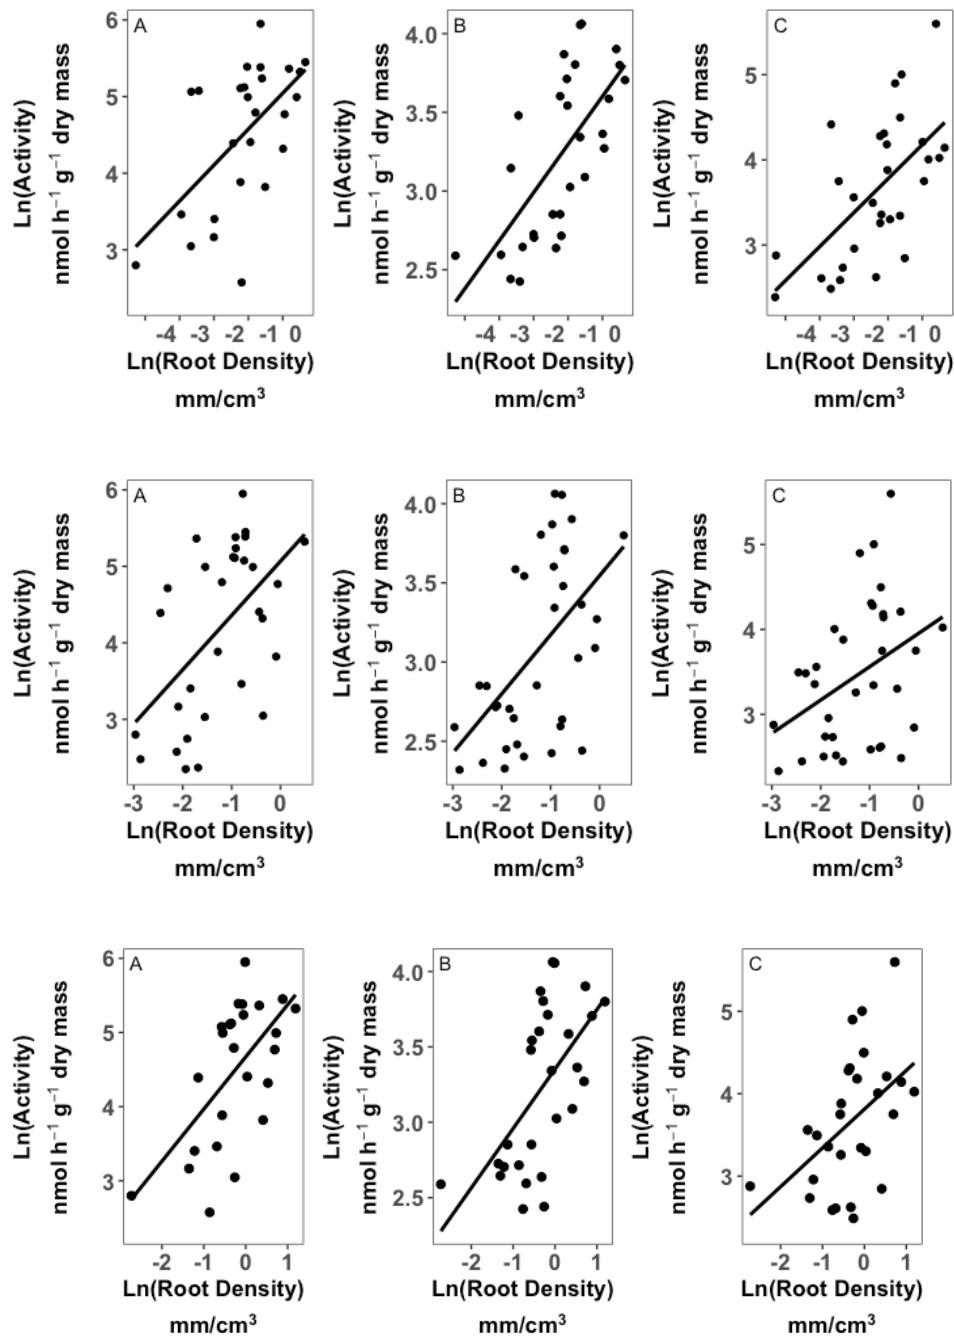 A
Ln(Activity)
nmol h⁻¹ g⁻¹ dry mass
6
5
4
3
-4 -3 -2 -1 0
Ln(Root Density)
mm/cm³
B
Ln(Activity)
nmol h⁻¹ g⁻¹ dry mass
4.0
3.5
3.0
2.5
-4 -3 -2 -1 0
Ln(Root Density)
mm/cm³
C
Ln(Activity)
nmol h⁻¹ g⁻¹ dry mass
5
4
3
-4 -3 -2 -1 0
Ln(Root Density)
mm/cm³
A
Ln(Activity)
nmol h⁻¹ g⁻¹ dry mass
6
5
4
3
-3 -2 -1 0
Ln(Root Density)
mm/cm³
B
Ln(Activity)
nmol h⁻¹ g⁻¹ dry mass
4.0
3.5
3.0
2.5
-3 -2 -1 0
Ln(Root Density)
mm/cm³
C
Ln(Activity)
nmol h⁻¹ g⁻¹ dry mass
5
4
3
-3 -2 -1 0
Ln(Root Density)
mm/cm³
A
Ln(Activity)
nmol h⁻¹ g⁻¹ dry mass
6
5
4
3
-2 -1 0 1
Ln(Root Density)
mm/cm³
B
Ln(Activity)
nmol h⁻¹ g⁻¹ dry mass
4.0
3.5
3.0
2.5
-2 -1 0 1
Ln(Root Density)
mm/cm³
C
Ln(Activity)
nmol h⁻¹ g⁻¹ dry mass
5
4
3
-2 -1 0 1
Ln(Root Density)
mm/cm³